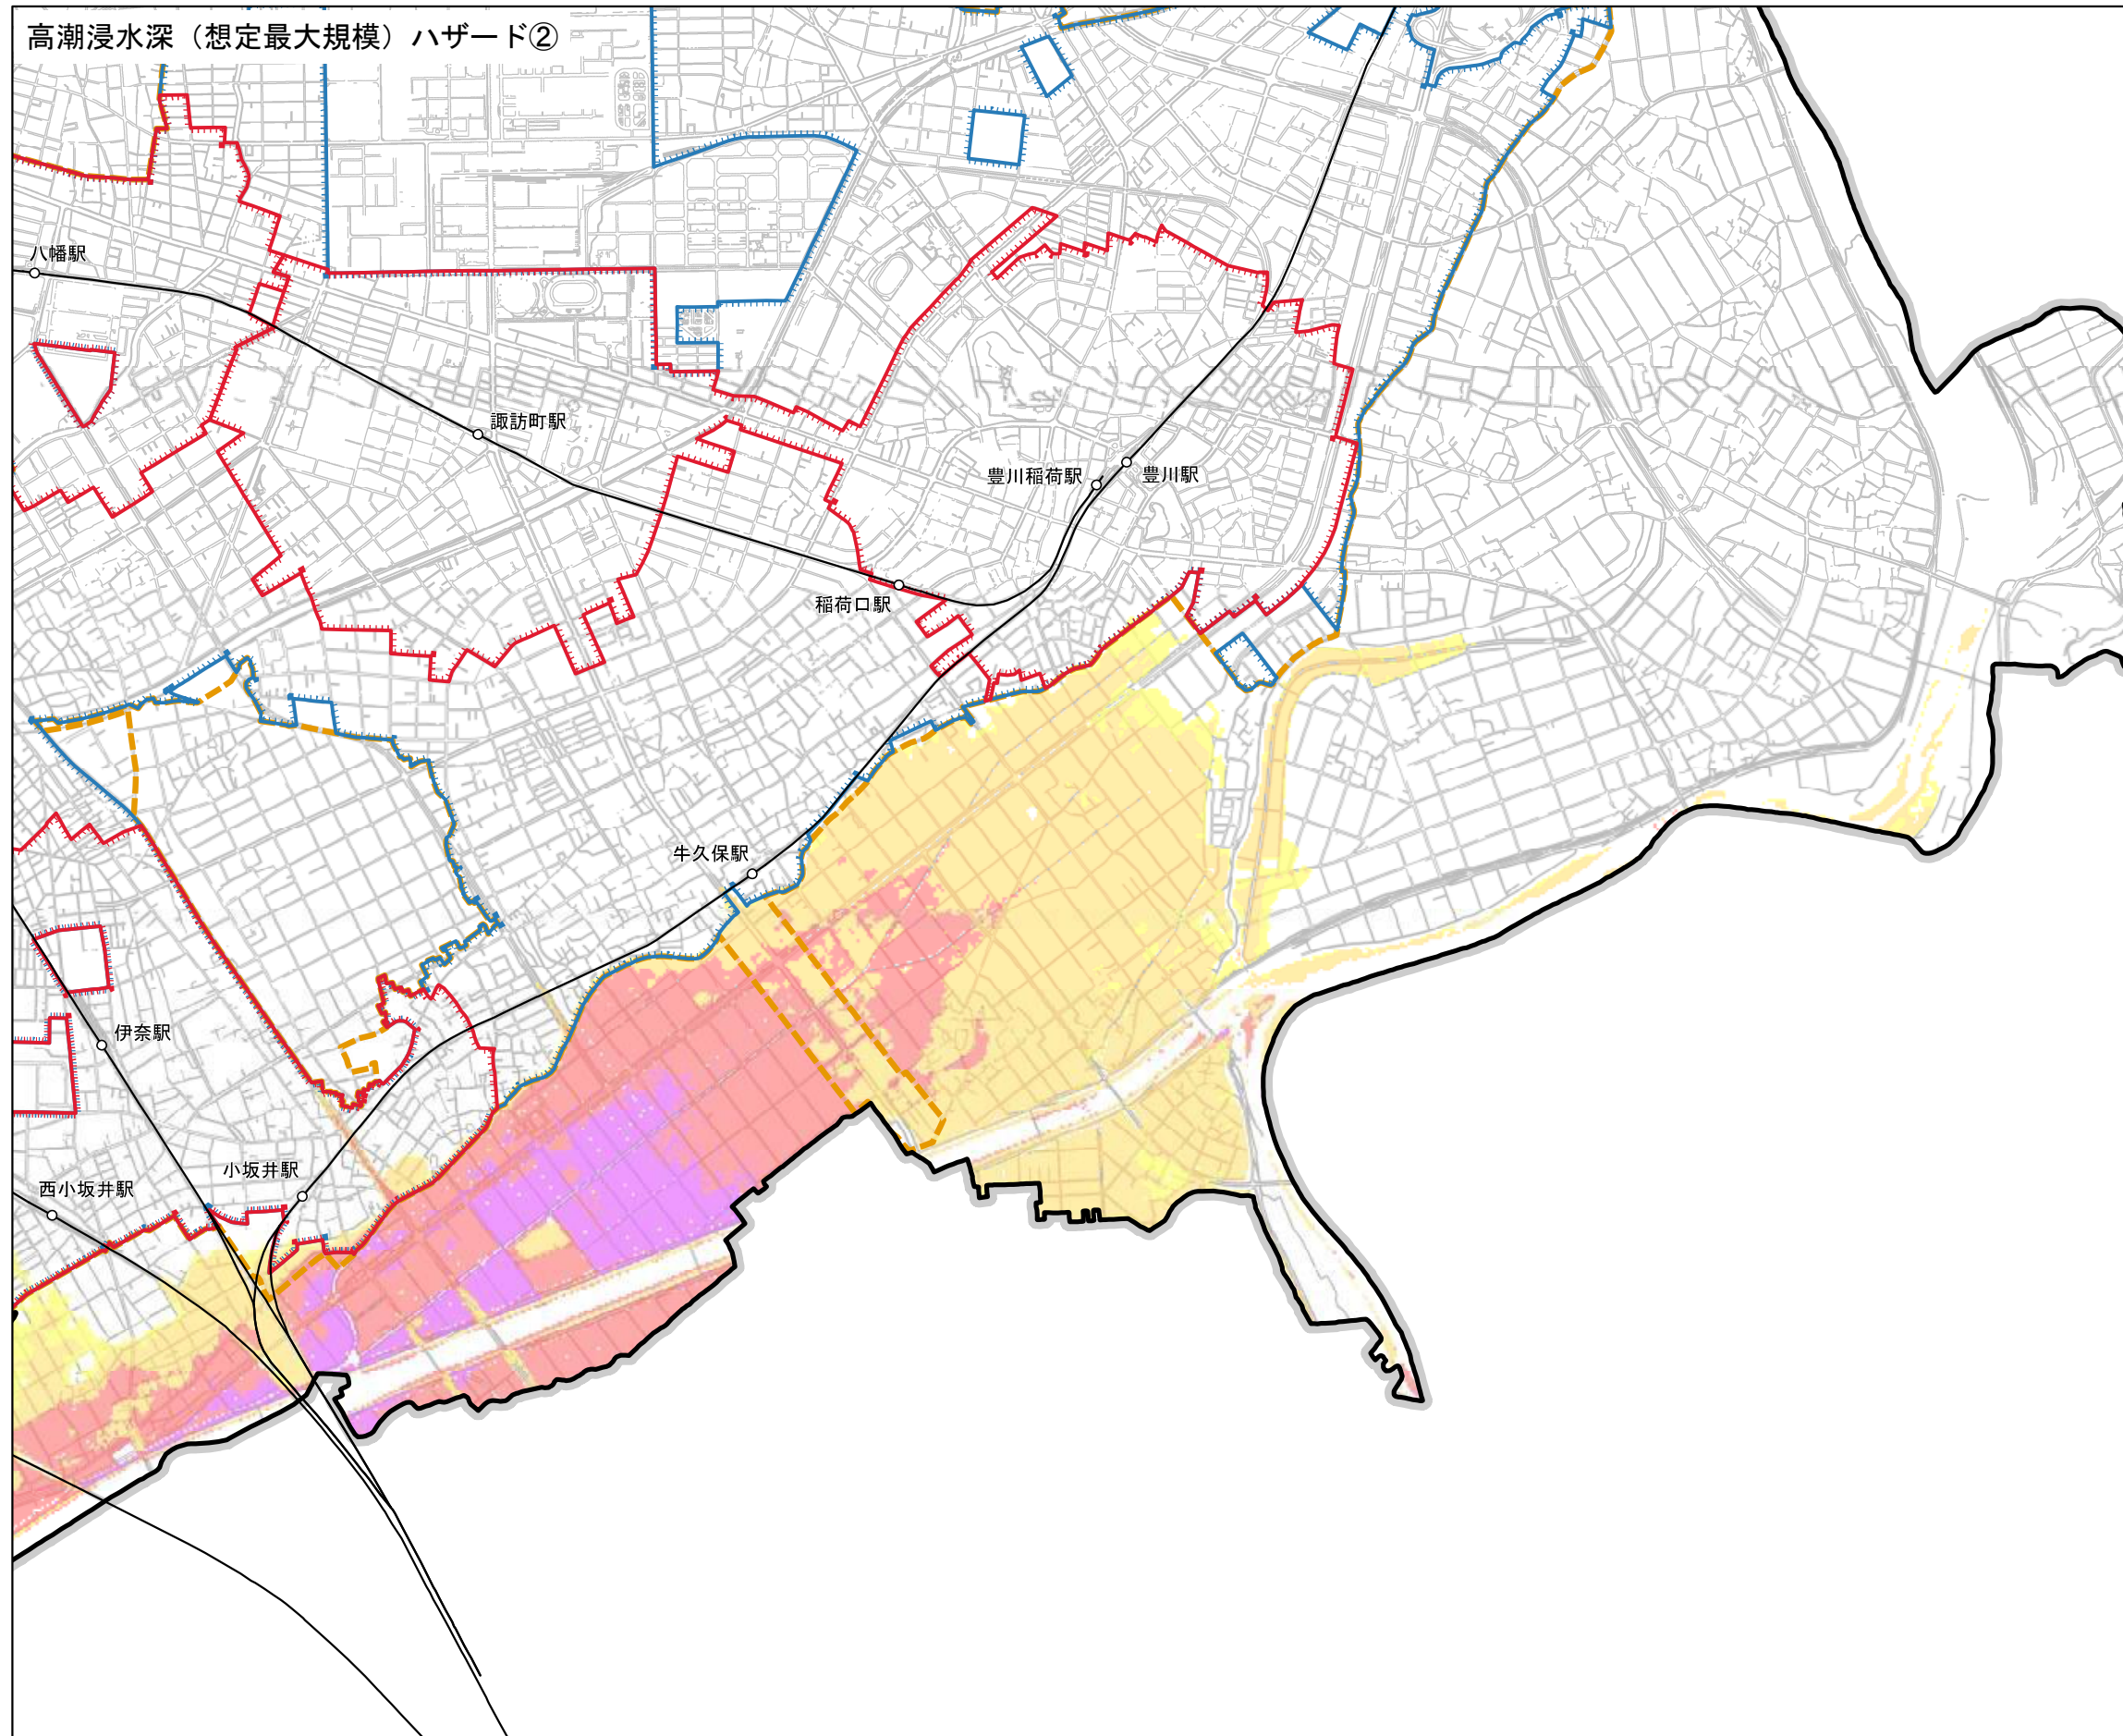 高潮浸水深（想定最大規模）ハザード②
八幡駅
諏訪町駅
豊川稲荷駅
豊川駅
稲荷口駅
牛久保駅
伊奈駅
小坂井駅
西小坂井駅